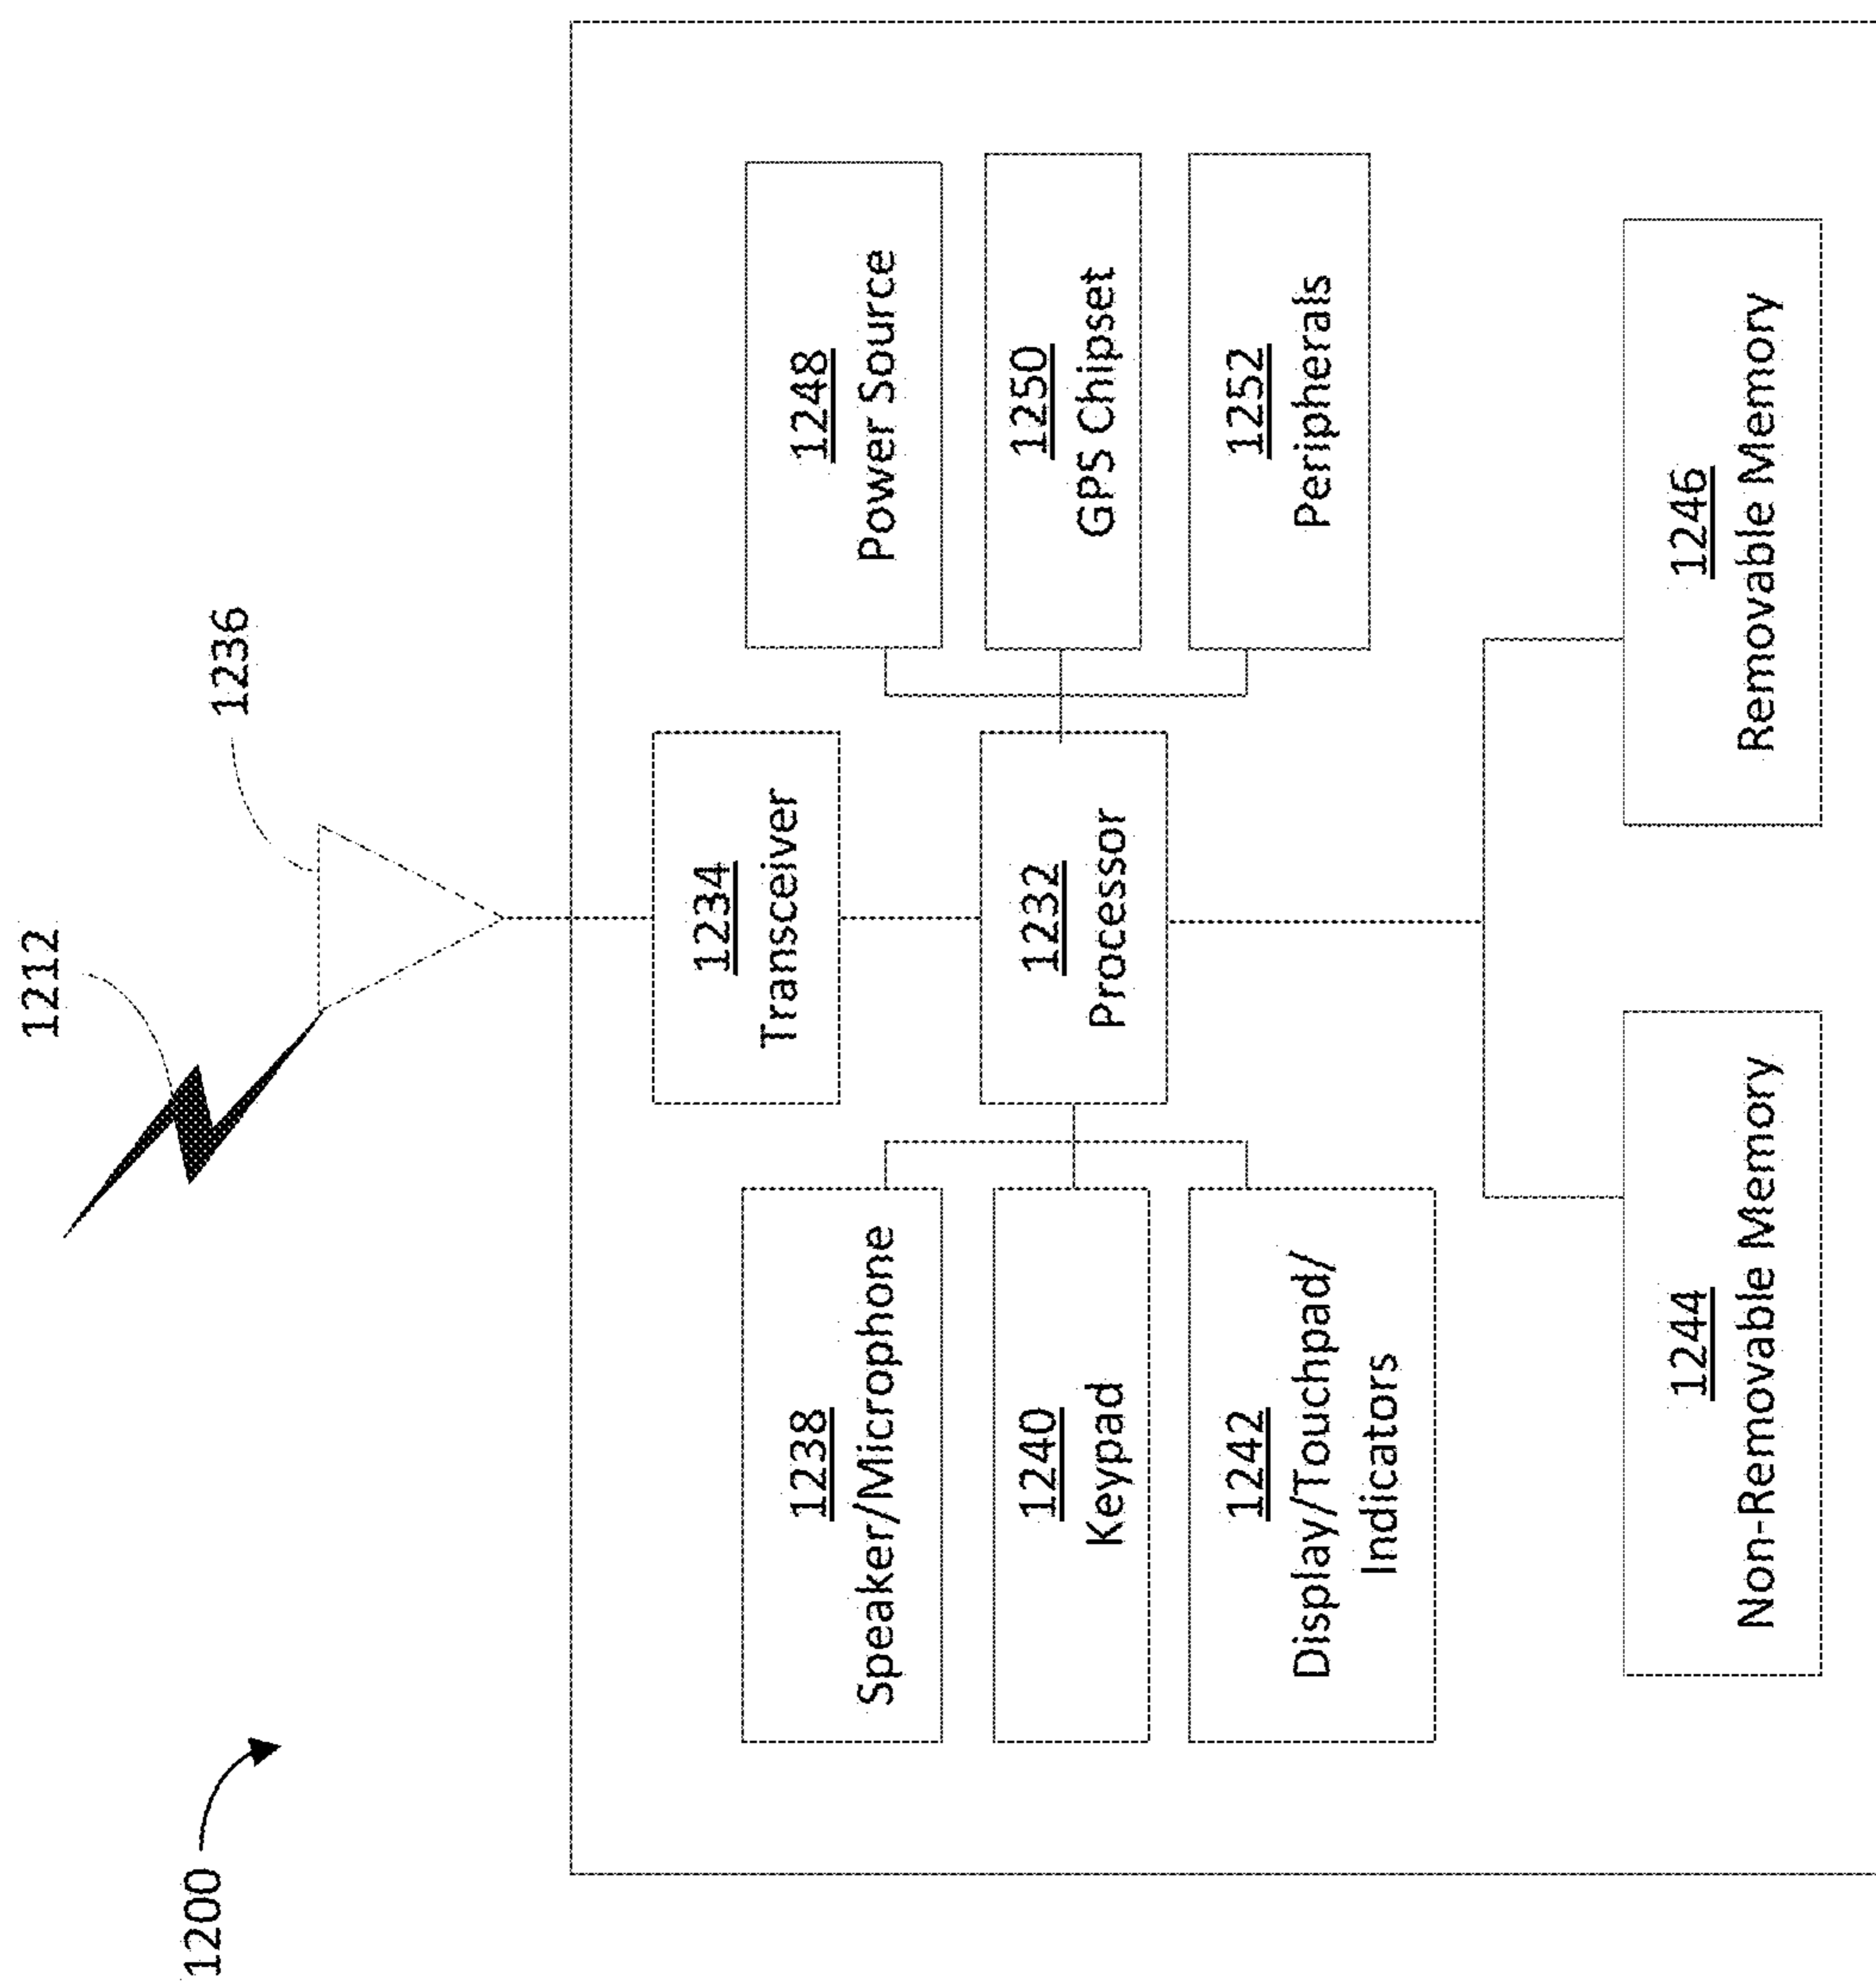 1200
1212
1236
1234
Transceiver
1238
Speaker/Microphone
1232
Processor
1248
Power Source
1240
Keypad
1250
GPS Chipset
1242
Display/Touchpad/
Indicators
1252
Peripherals
1244
Non-Removable Memory
1246
Removable Memory